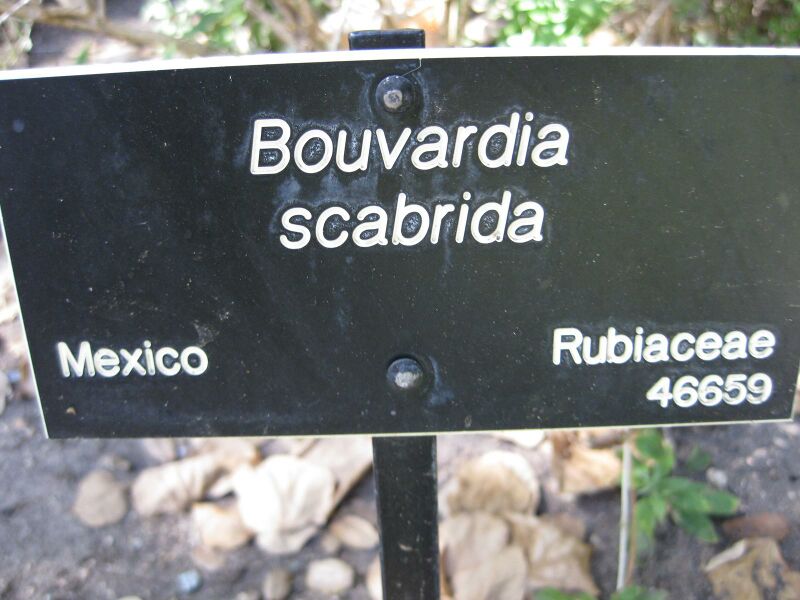 Bouvardia
scabrida
Mexico
Rubiaceae
46659